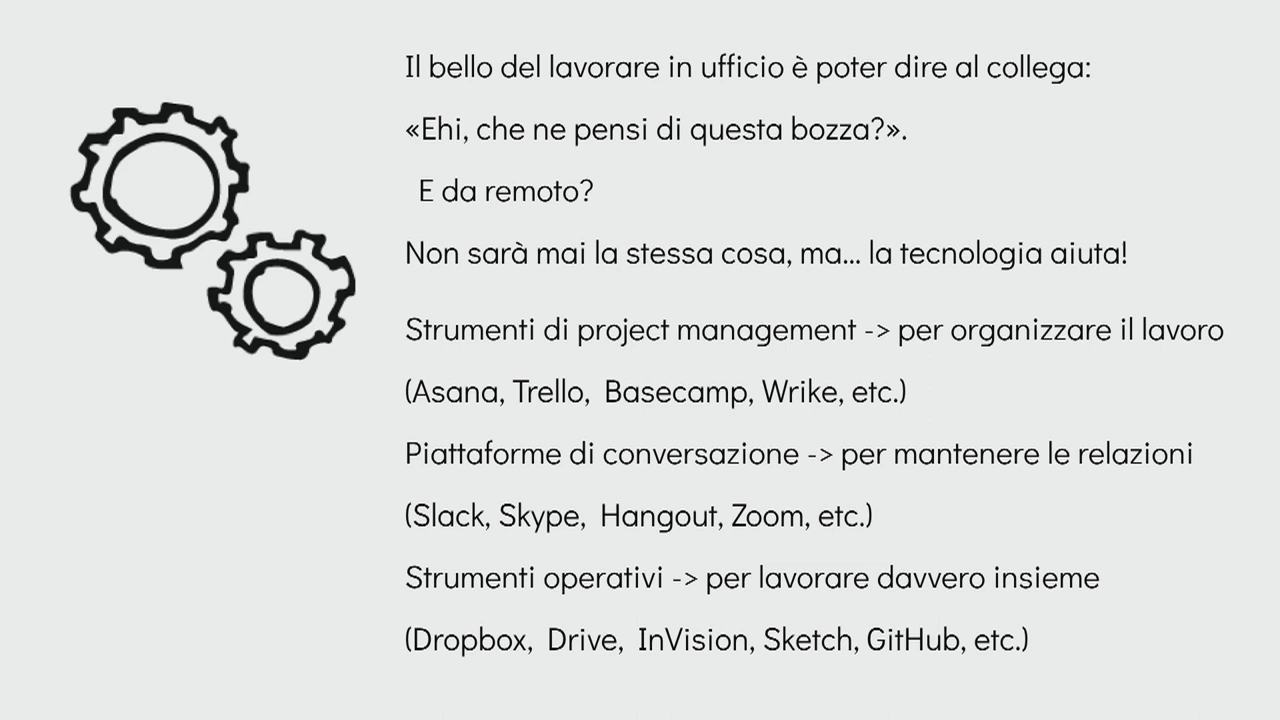 Il bello del lavorare in ufficio è poter dire al collega:
«Ehi, che ne pensi di questa bozza?».
E da remoto?
Non sarà mai la stessa cosa, ma... la tecnologia aiuta!
Strumenti di project management -> per organizzare il lavoro
(Asana, Trello, Basecamp, Wrike, etc.)
Piattaforme di conversazione -> per mantenere le relazioni
(Slack, Skype, Hangout, Zoom, etc.)
Strumenti operativi -> per lavorare davvero insieme
(Dropbox, Drive, InVision, Sketch, GitHub, etc.)